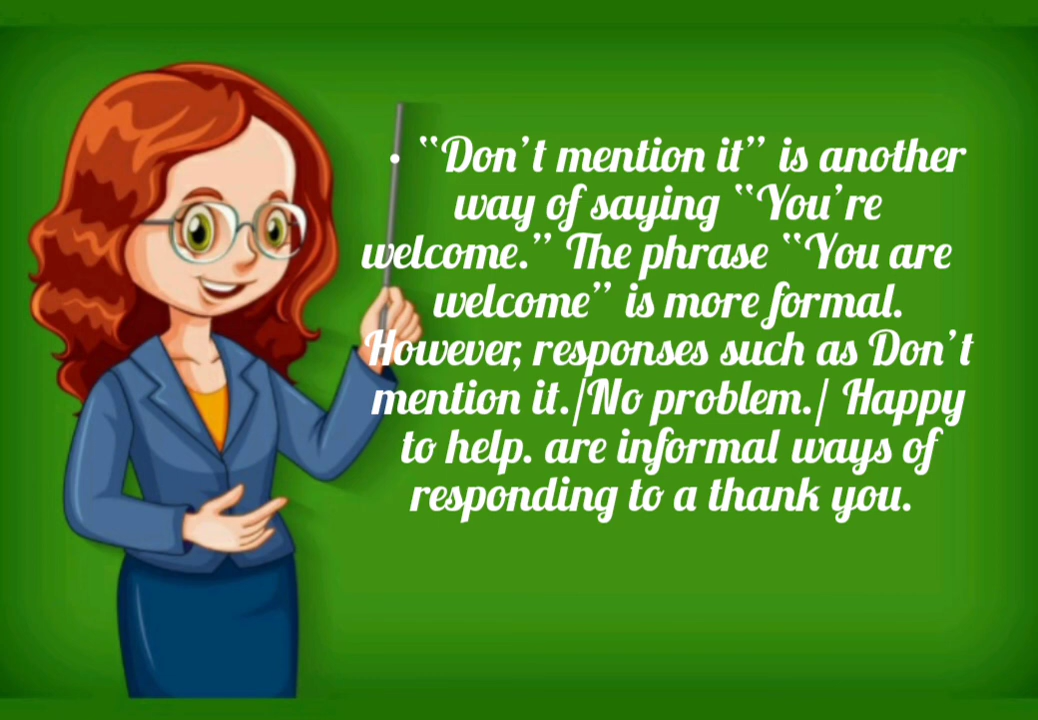 • “Don’t mention it” is another
way of saying “You’re
welcome.” The phrase “You are
welcome” is more formal.
However, responses such as Don’t
mention it./No problem./ Happy
to help. are informal ways of
responding to a thank you.